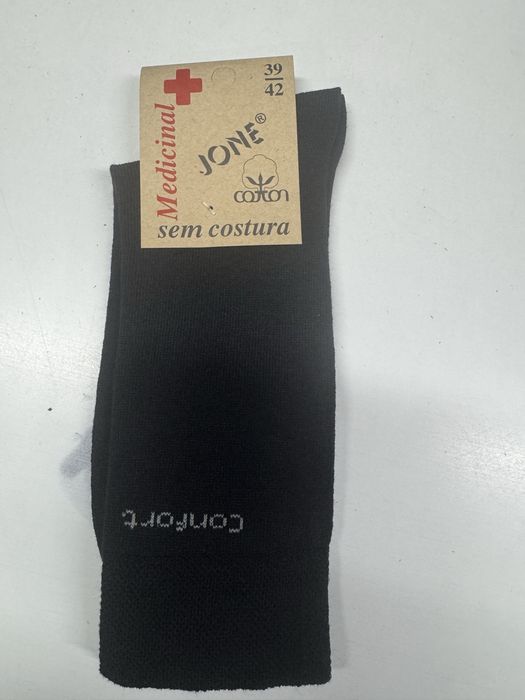 39
42
Medicinal
JONE®
cotton
sem costura
Confort